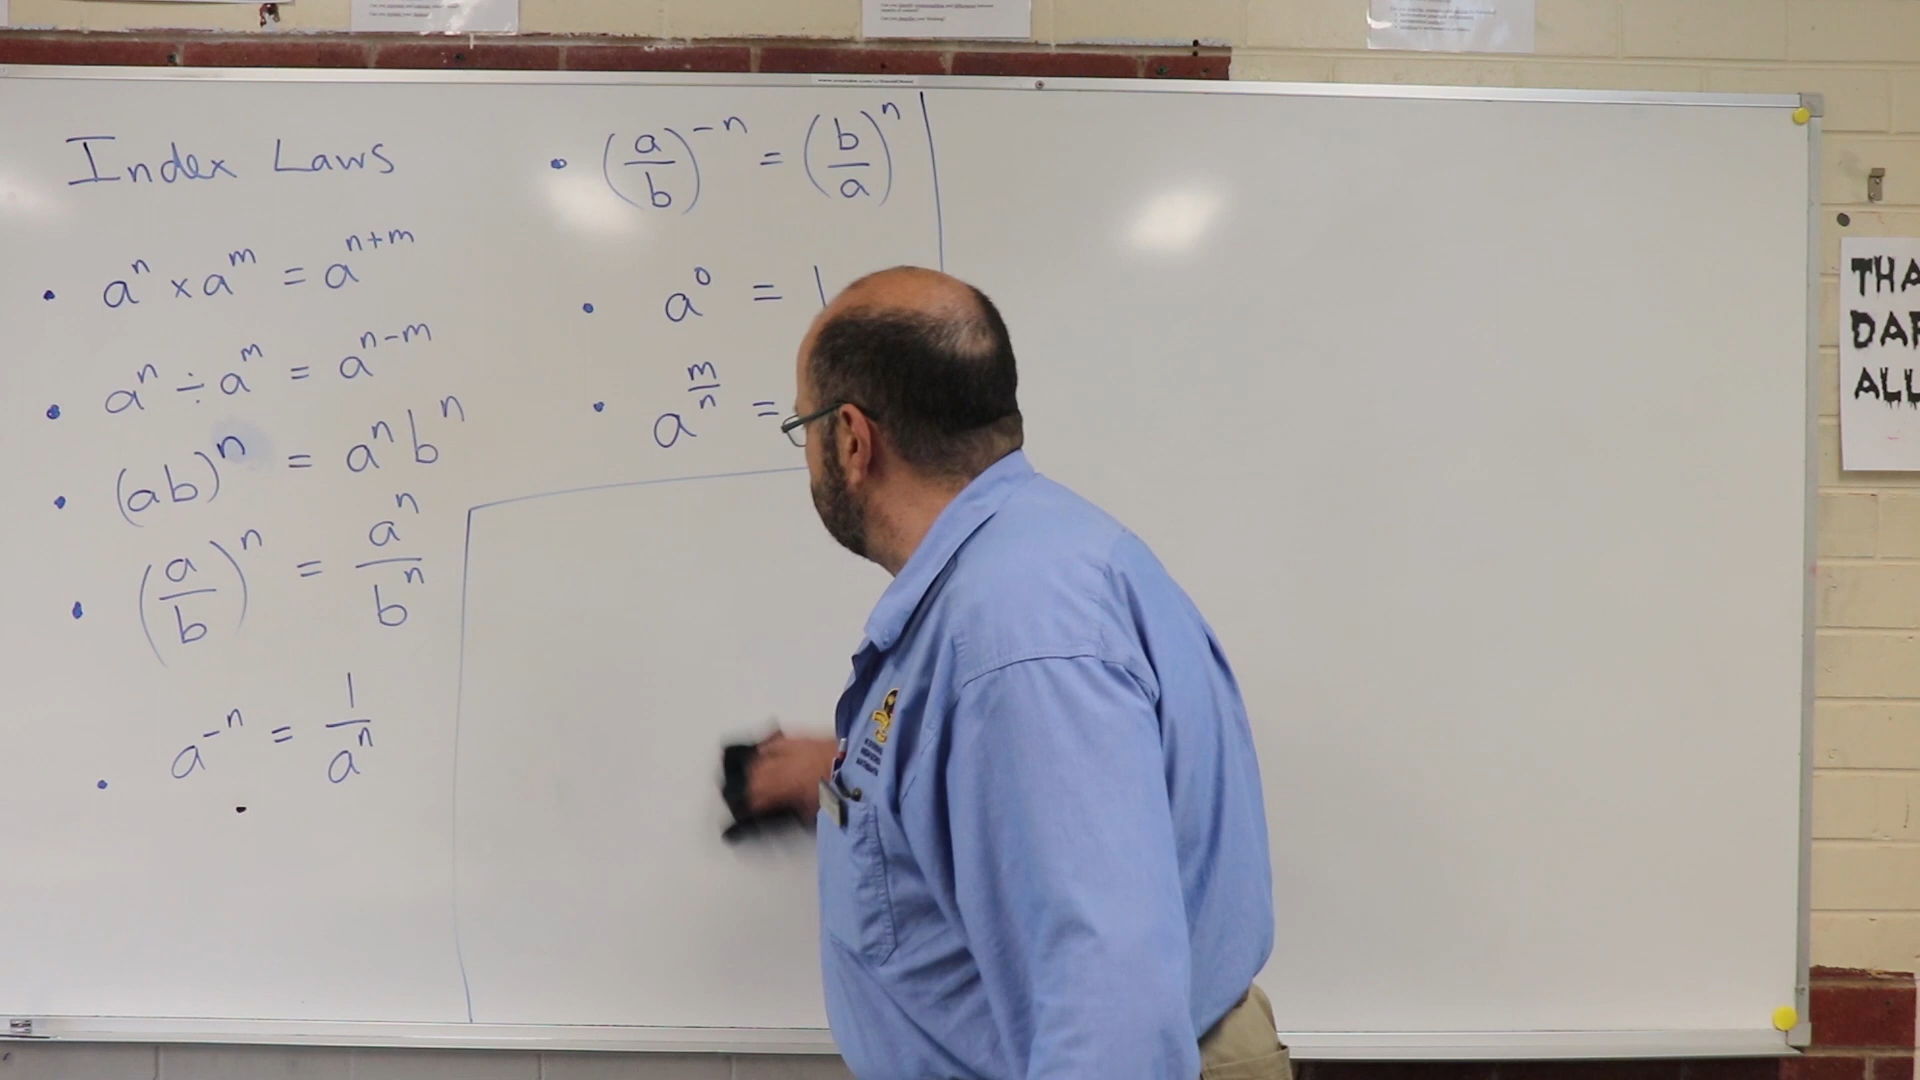 Index Laws
• aⁿ × aᵐ = aⁿ⁺ᵐ
• aⁿ ÷ aᵐ = aⁿ⁻ᵐ
• (ab)ⁿ = aⁿbⁿ
• (a/b)ⁿ = aⁿ/bⁿ
• a⁻ⁿ = 1/aⁿ
• (a/b)⁻ⁿ = (b/a)ⁿ
• a⁰ = 1
• a^(m/n) =
THA
DAR
ALL